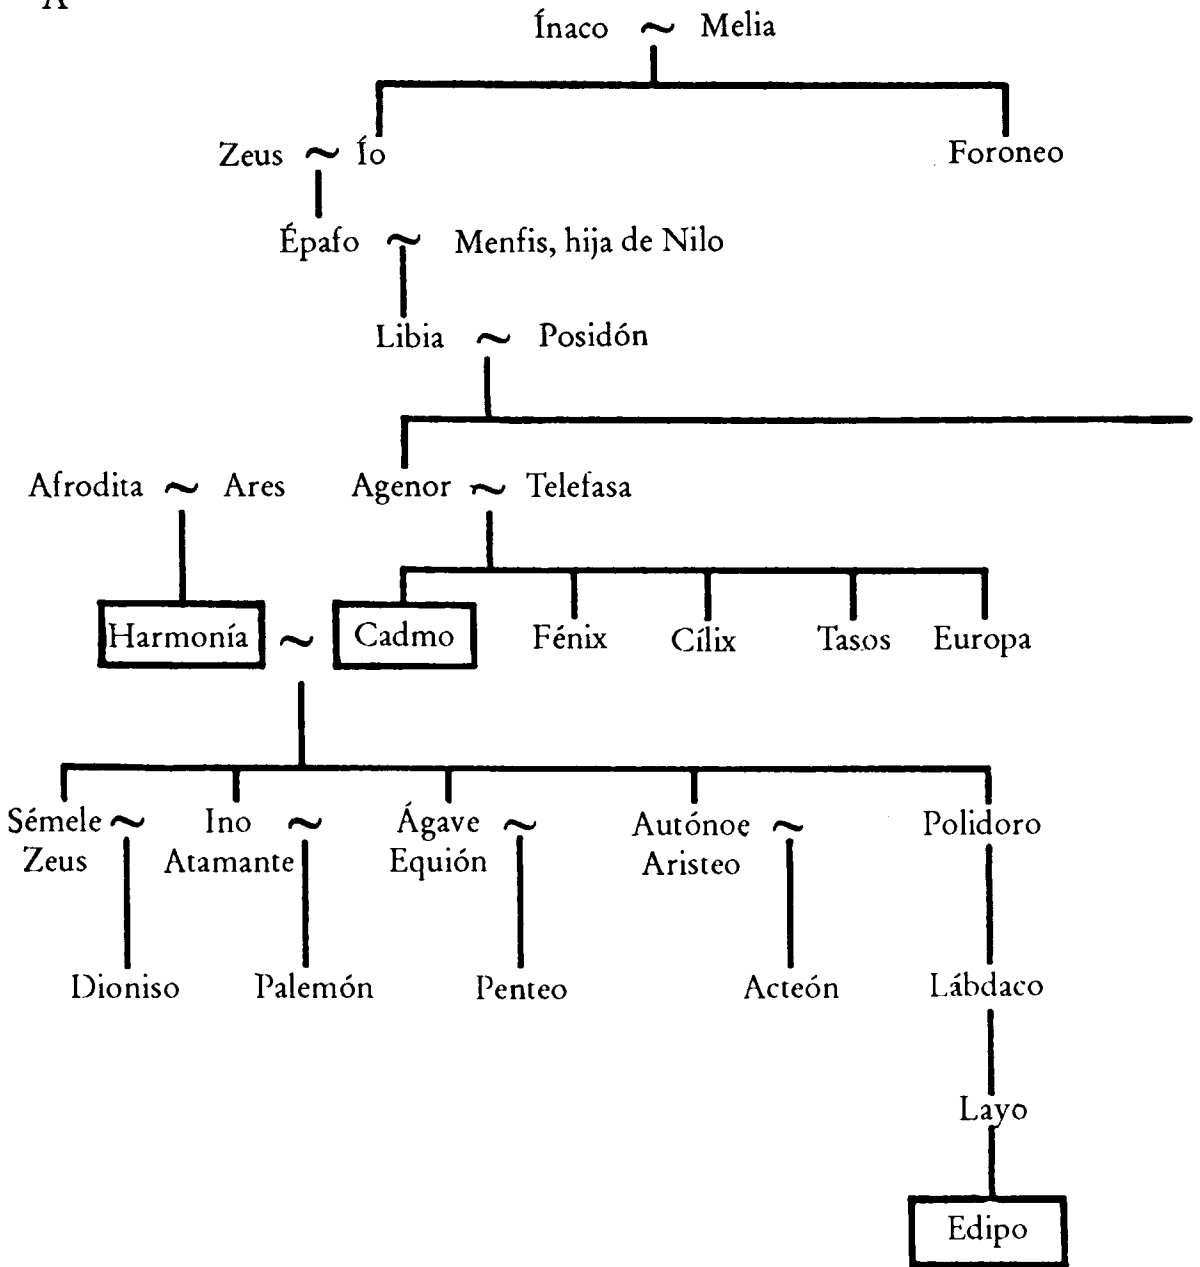 A
Ínaco ~ Melia
Zeus ~ Ío Foroneo
Épafo ~ Menfis, hija de Nilo
Libia ~ Posidón
Afrodita ~ Ares Agenor ~ Telefasa
Harmonía ~ Cadmo Fénix Cílix Tasos Europa
Sémele ~ Ino ~ Ágave ~ Autónoe ~ Polidoro
Zeus Atamante Equión Aristeo
Dioniso Palemón Penteo Acteón Lábdaco
Layo
Edipo